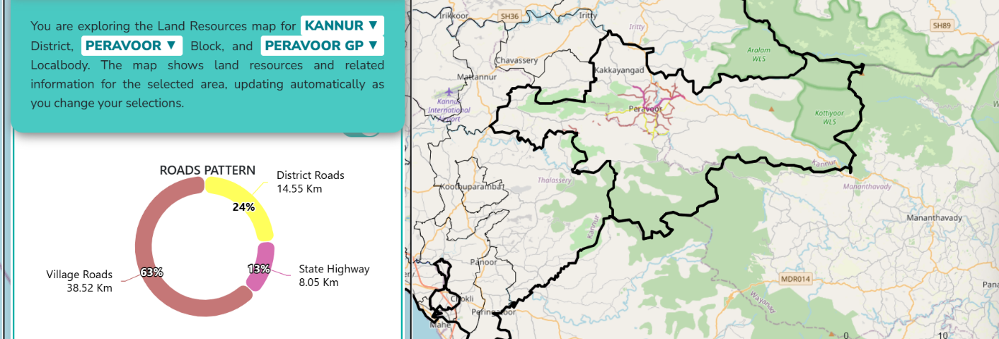 You are exploring the Land Resources map for KANNUR ▼
District, PERAVOOR ▼ Block, and PERAVOOR GP ▼
Localbody. The map shows land resources and related
information for the selected area, updating automatically as
you change your selections.
ROADS PATTERN
District Roads
14.55 Km
24%
Village Roads
38.52 Km
63%
13%
State Highway
8.05 Km
Irikkoor
SH36
Iritty
Iritty
SH89
Aralam
WLS
Chavassery
Kakkayangad
Mattannur
Kannur
International
Airport
Peravoor
Kottiyoor
WLS
Kannur
Koothuparamba
Thalassery
Mananthavady
Mananthavady
Kannur
Panoor
MDR014
Wayanad
Chokli
Peringatoor
Mahe
0
10